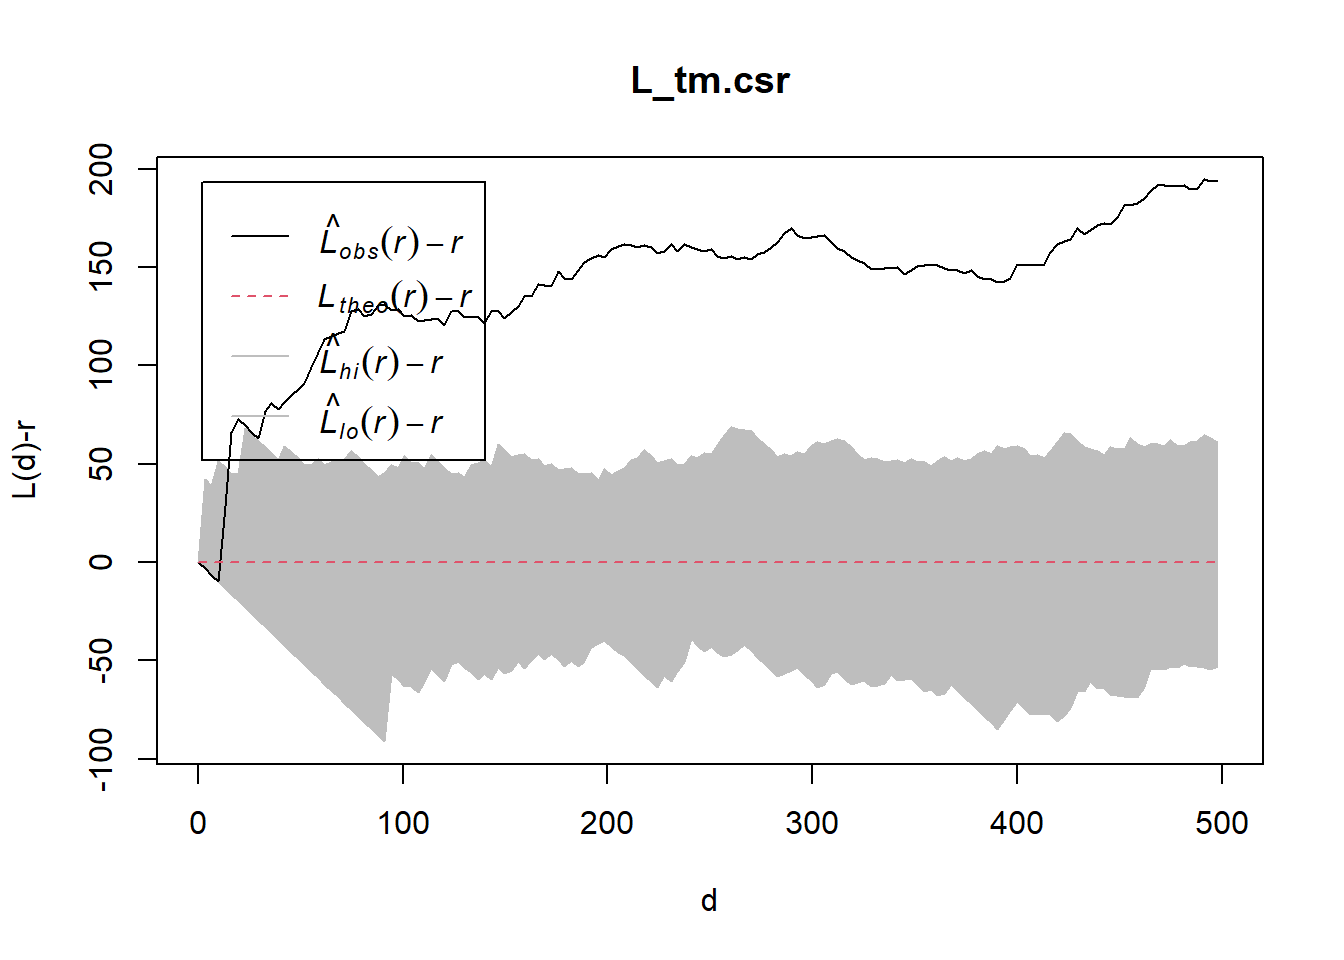 L_tm.csr
L(d)-r
200
150
100
50
0
-50
-100
L̂obs(r) − r
Ltheo(r) − r
L̂hi(r) − r
L̂lo(r) − r
0 100 200 300 400 500
d